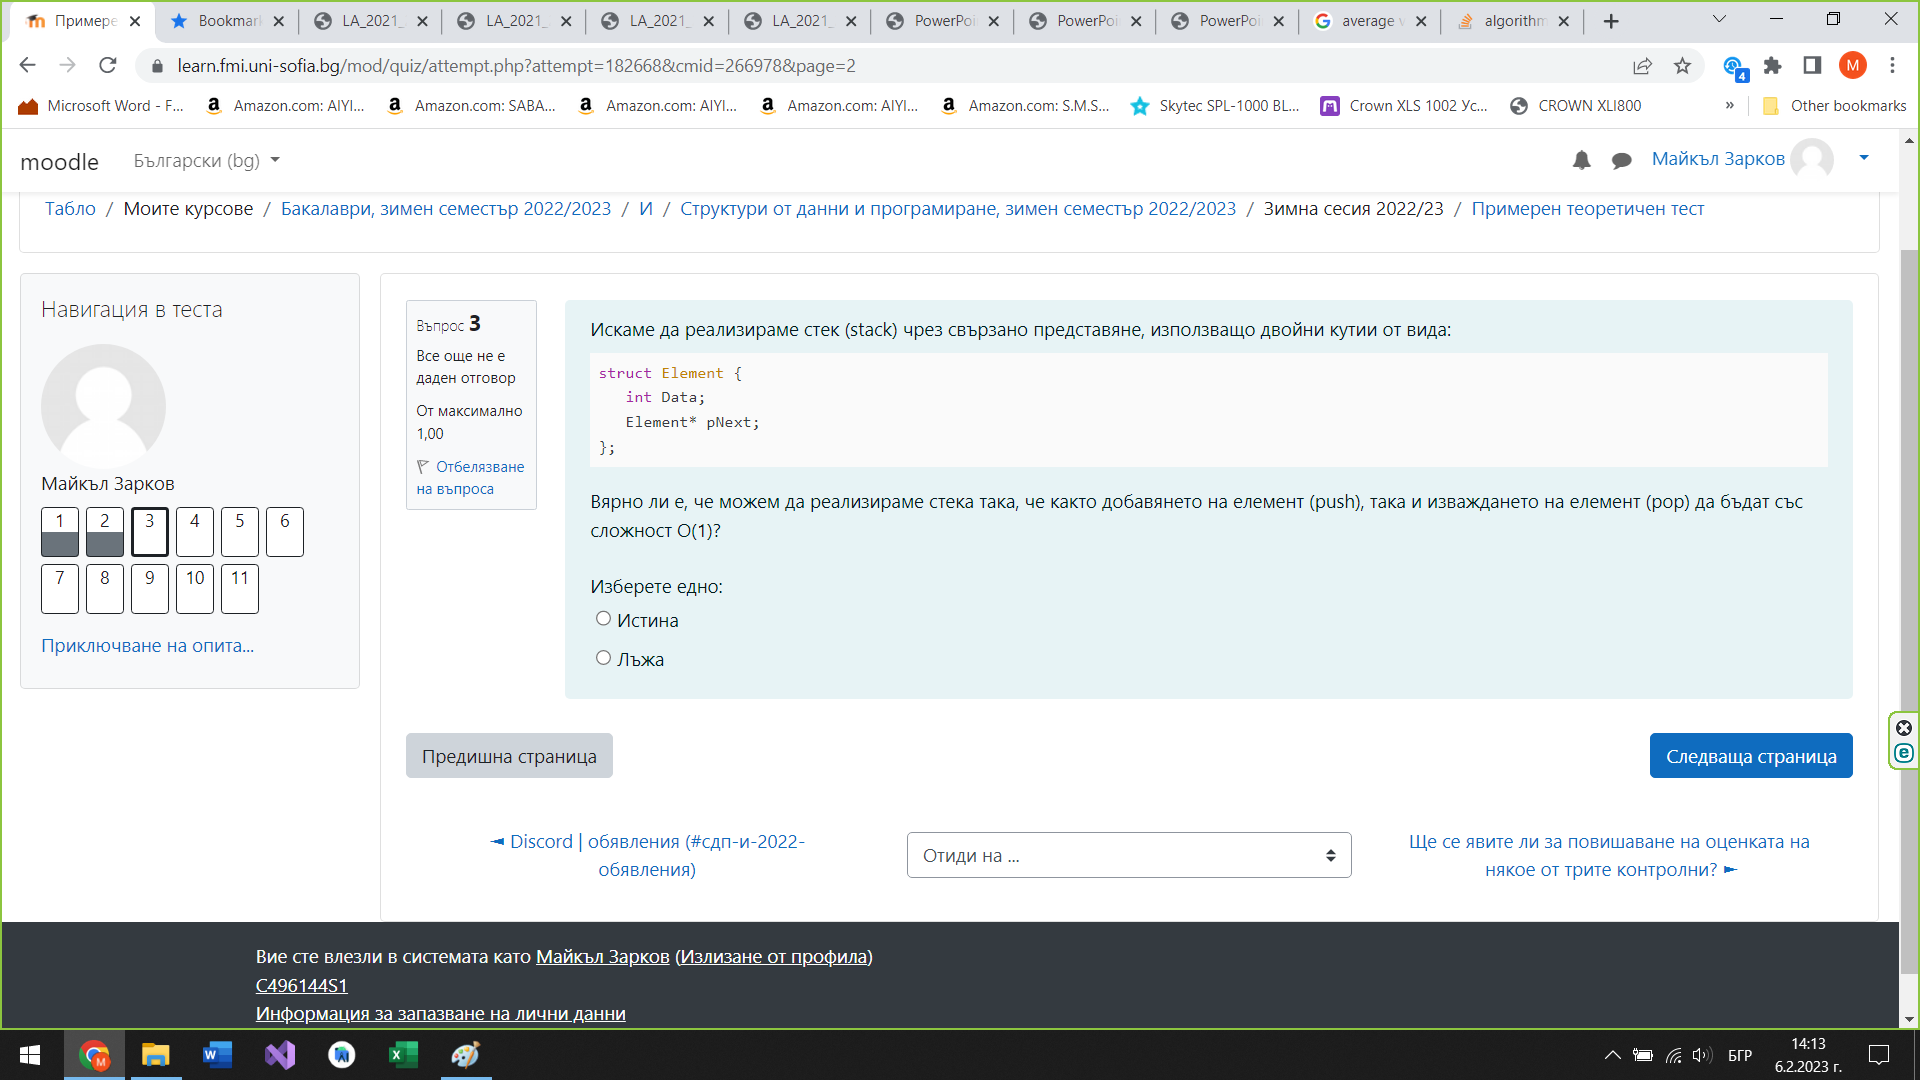 Примере
Bookmar
LA_2021_
LA_2021_
LA_2021_
LA_2021_
PowerPoi
PowerPoi
PowerPoi
average v
algorithm
learn.fmi.uni-sofia.bg/mod/quiz/attempt.php?attempt=182668&cmid=266978&page=2
4
M
Microsoft Word - F...
Amazon.com: AIYI...
Amazon.com: SABA...
Amazon.com: AIYI...
Amazon.com: AIYI...
Amazon.com: S.M.S...
Skytec SPL-1000 BL...
Crown XLS 1002 Ус...
CROWN XLI800
»
Other bookmarks
moodle
Български (bg)
Майкъл Зарков
Табло / Моите курсове / Бакалаври, зимен семестър 2022/2023 / И / Структури от данни и програмиране, зимен семестър 2022/2023 / Зимна сесия 2022/23 / Примерен теоретичен тест
Навигация в теста
Майкъл Зарков
1 2 3 4 5 6
7 8 9 10 11
Приключване на опита...
Въпрос 3
Все още не е
даден отговор
От максимално
1,00
Отбелязване
на въпроса
Искаме да реализираме стек (stack) чрез свързано представяне, използващо двойни кутии от вида:
struct Element {
int Data;
Element* pNext;
};
Вярно ли е, че можем да реализираме стека така, че както добавянето на елемент (push), така и изваждането на елемент (pop) да бъдат със
сложност O(1)?
Изберете едно:
Истина
Лъжа
Предишна страница
Следваща страница
◄ Discord | обявления (#сдп-и-2022-
обявления)
Отиди на ...
Ще се явите ли за повишаване на оценката на
някое от трите контролни? ►
Вие сте влезли в системата като Майкъл Зарков (Излизане от профила)
C496144S1
Информация за запазване на лични данни
БГР
14:13
6.2.2023 г.